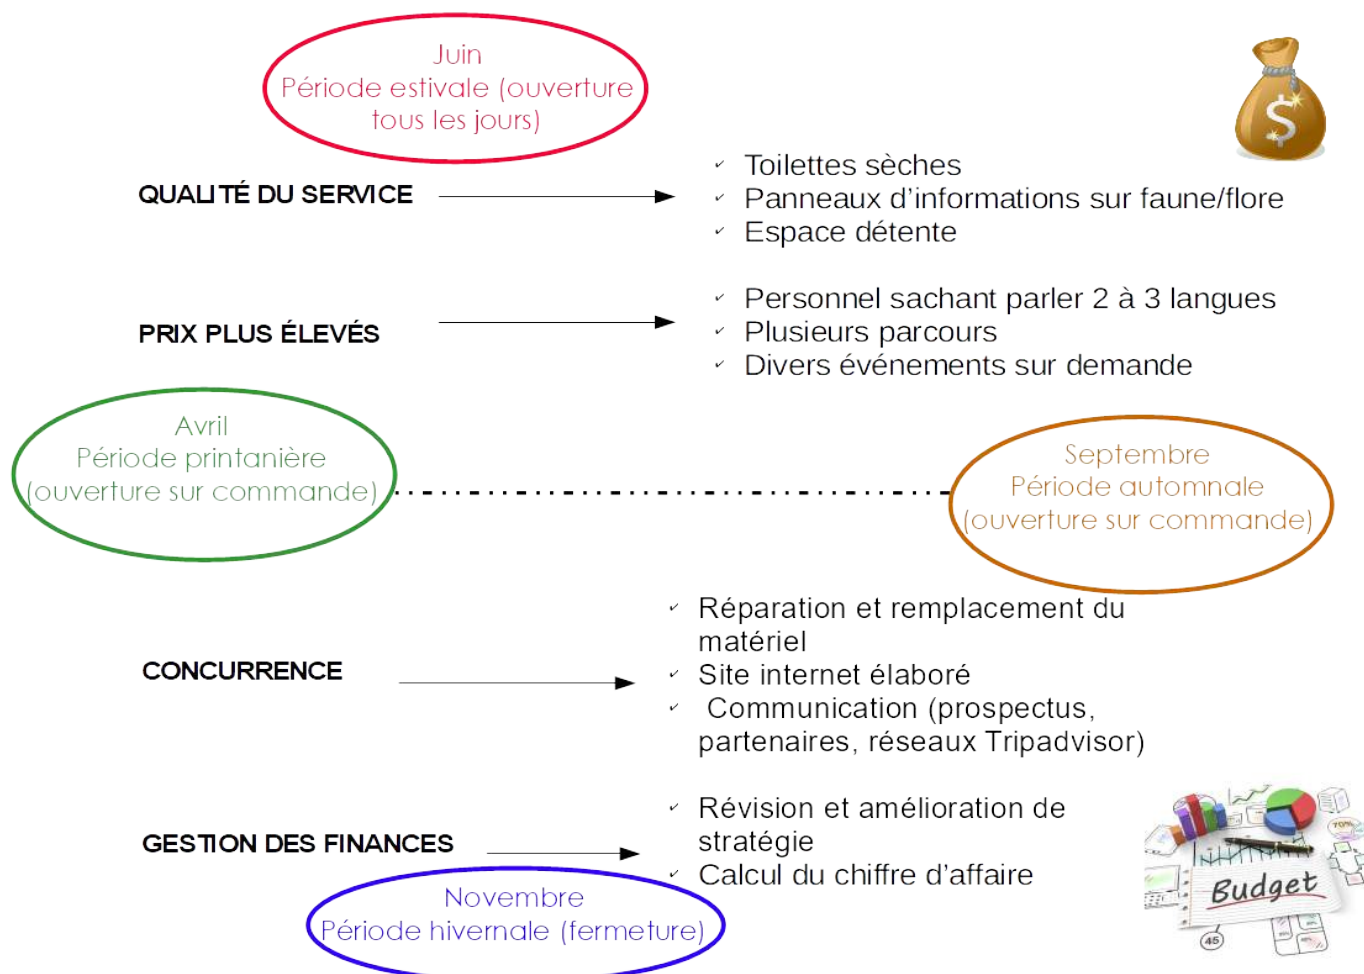 Juin
Période estivale (ouverture
tous les jours)
$
QUALITÉ DU SERVICE
Toilettes sèches
Panneaux d'informations sur faune/flore
Espace détente
PRIX PLUS ÉLEVÉS
Personnel sachant parler 2 à 3 langues
Plusieurs parcours
Divers événements sur demande
Avril
Période printanière
(ouverture sur commande)
Septembre
Période automnale
(ouverture sur commande)
CONCURRENCE
Réparation et remplacement du
matériel
Site internet élaboré
Communication (prospectus,
partenaires, réseaux Tripadvisor)
GESTION DES FINANCES
Révision et amélioration de
stratégie
Calcul du chiffre d'affaire
Novembre
Période hivernale (fermeture)
70%
Budget
45